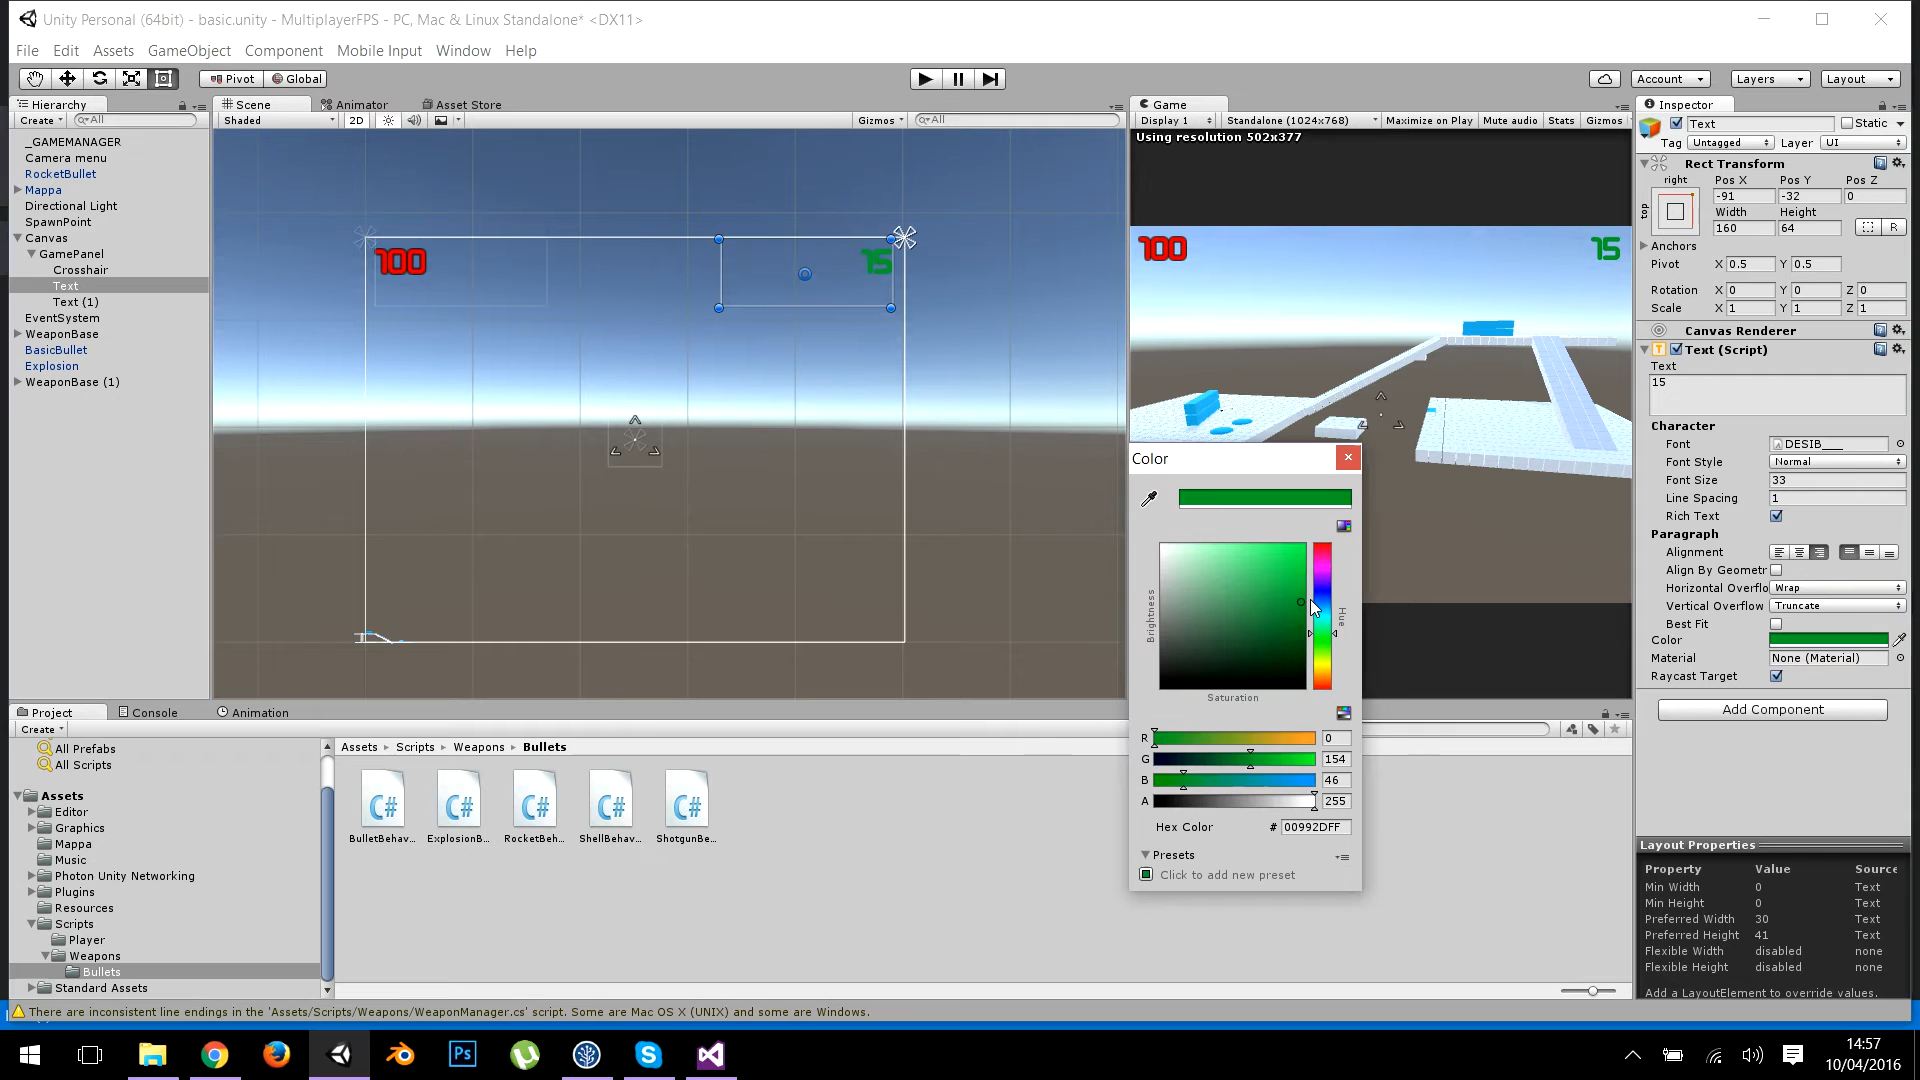 Unity Personal (64bit) - basic.unity - MultiplayerFPS - PC, Mac & Linux Standalone* <DX11>
File Edit Assets GameObject Component Mobile Input Window Help
Pivot Global Account Layers Layout
Hierarchy Scene Animator Asset Store Game Inspector
Create All Shaded 2D Gizmos All Display 1 Standalone (1024x768) Maximize on Play Mute audio Stats Gizmos
Using resolution 502x377
_GAMEMANAGER
Camera menu
RocketBullet
Mappa
Directional Light
SpawnPoint
Canvas
GamePanel
Crosshair
Text
Text (1)
EventSystem
WeaponBase
BasicBullet
Explosion
WeaponBase (1)
100 15
100 15
Text Static
Tag Untagged Layer UI
Rect Transform
right Pos X Pos Y Pos Z
top -91 -32 0
Width Height
160 64 R
Anchors
Pivot X 0.5 Y 0.5
Rotation X 0 Y 0 Z 0
Scale X 1 Y 1 Z 1
Canvas Renderer
Text (Script)
Text
15
Character
Font DESIB___
Font Style Normal
Font Size 33
Line Spacing 1
Rich Text
Paragraph
Alignment
Align By Geometr
Horizontal Overflo Wrap
Vertical Overflow Truncate
Best Fit
Color
Material None (Material)
Raycast Target
Add Component
Color
Brightness
Hue
Saturation
R 0
G 154
B 46
A 255
Hex Color # 00992DFF
Presets
Click to add new preset
Layout Properties
Property Value Source
Min Width 0 Text
Min Height 0 Text
Preferred Width 30 Text
Preferred Height 41 Text
Flexible Width disabled none
Flexible Height disabled none
Add a LayoutElement to override values.
Project Console Animation
Create
All Prefabs
All Scripts
Assets
Editor
Graphics
Mappa
Music
Photon Unity Networking
Plugins
Resources
Scripts
Player
Weapons
Bullets
Standard Assets
Assets Scripts Weapons Bullets
C# C# C# C# C#
BulletBehav... ExplosionB... RocketBeh... ShellBehav... ShotgunBe...
There are inconsistent line endings in the 'Assets/Scripts/Weapons/WeaponManager.cs' script. Some are Mac OS X (UNIX) and some are Windows.
Ps
14:57
10/04/2016